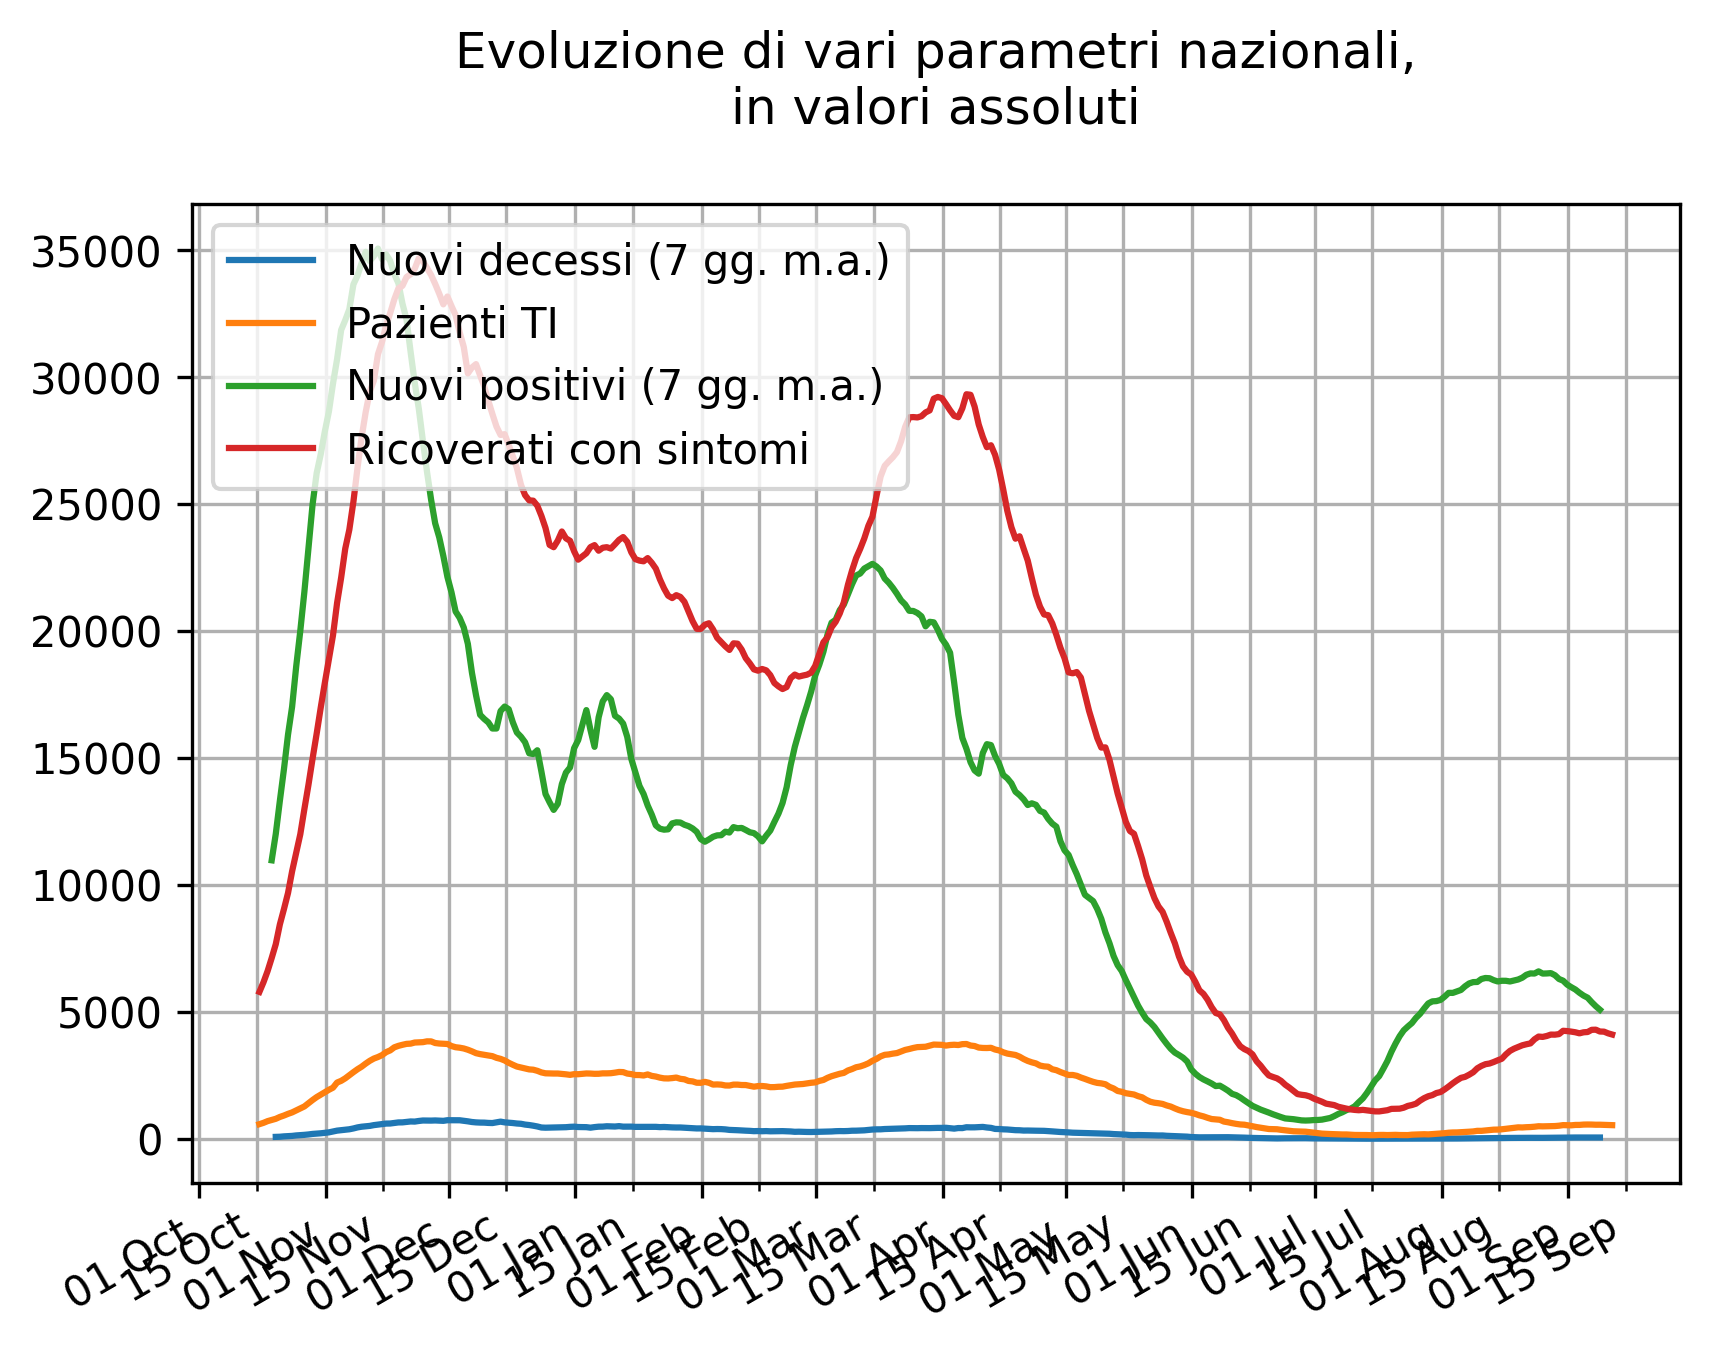 Evoluzione di vari parametri nazionali,
in valori assoluti
35000
30000
25000
20000
15000
10000
5000
0
Nuovi decessi (7 gg. m.a.)
Pazienti TI
Nuovi positivi (7 gg. m.a.)
Ricoverati con sintomi
01 Oct
15 Oct
01 Nov
15 Nov
01 Dec
15 Dec
01 Jan
15 Jan
01 Feb
15 Feb
01 Mar
15 Mar
01 Apr
15 Apr
01 May
15 May
01 Jun
15 Jun
01 Jul
15 Jul
01 Aug
15 Aug
01 Sep
15 Sep